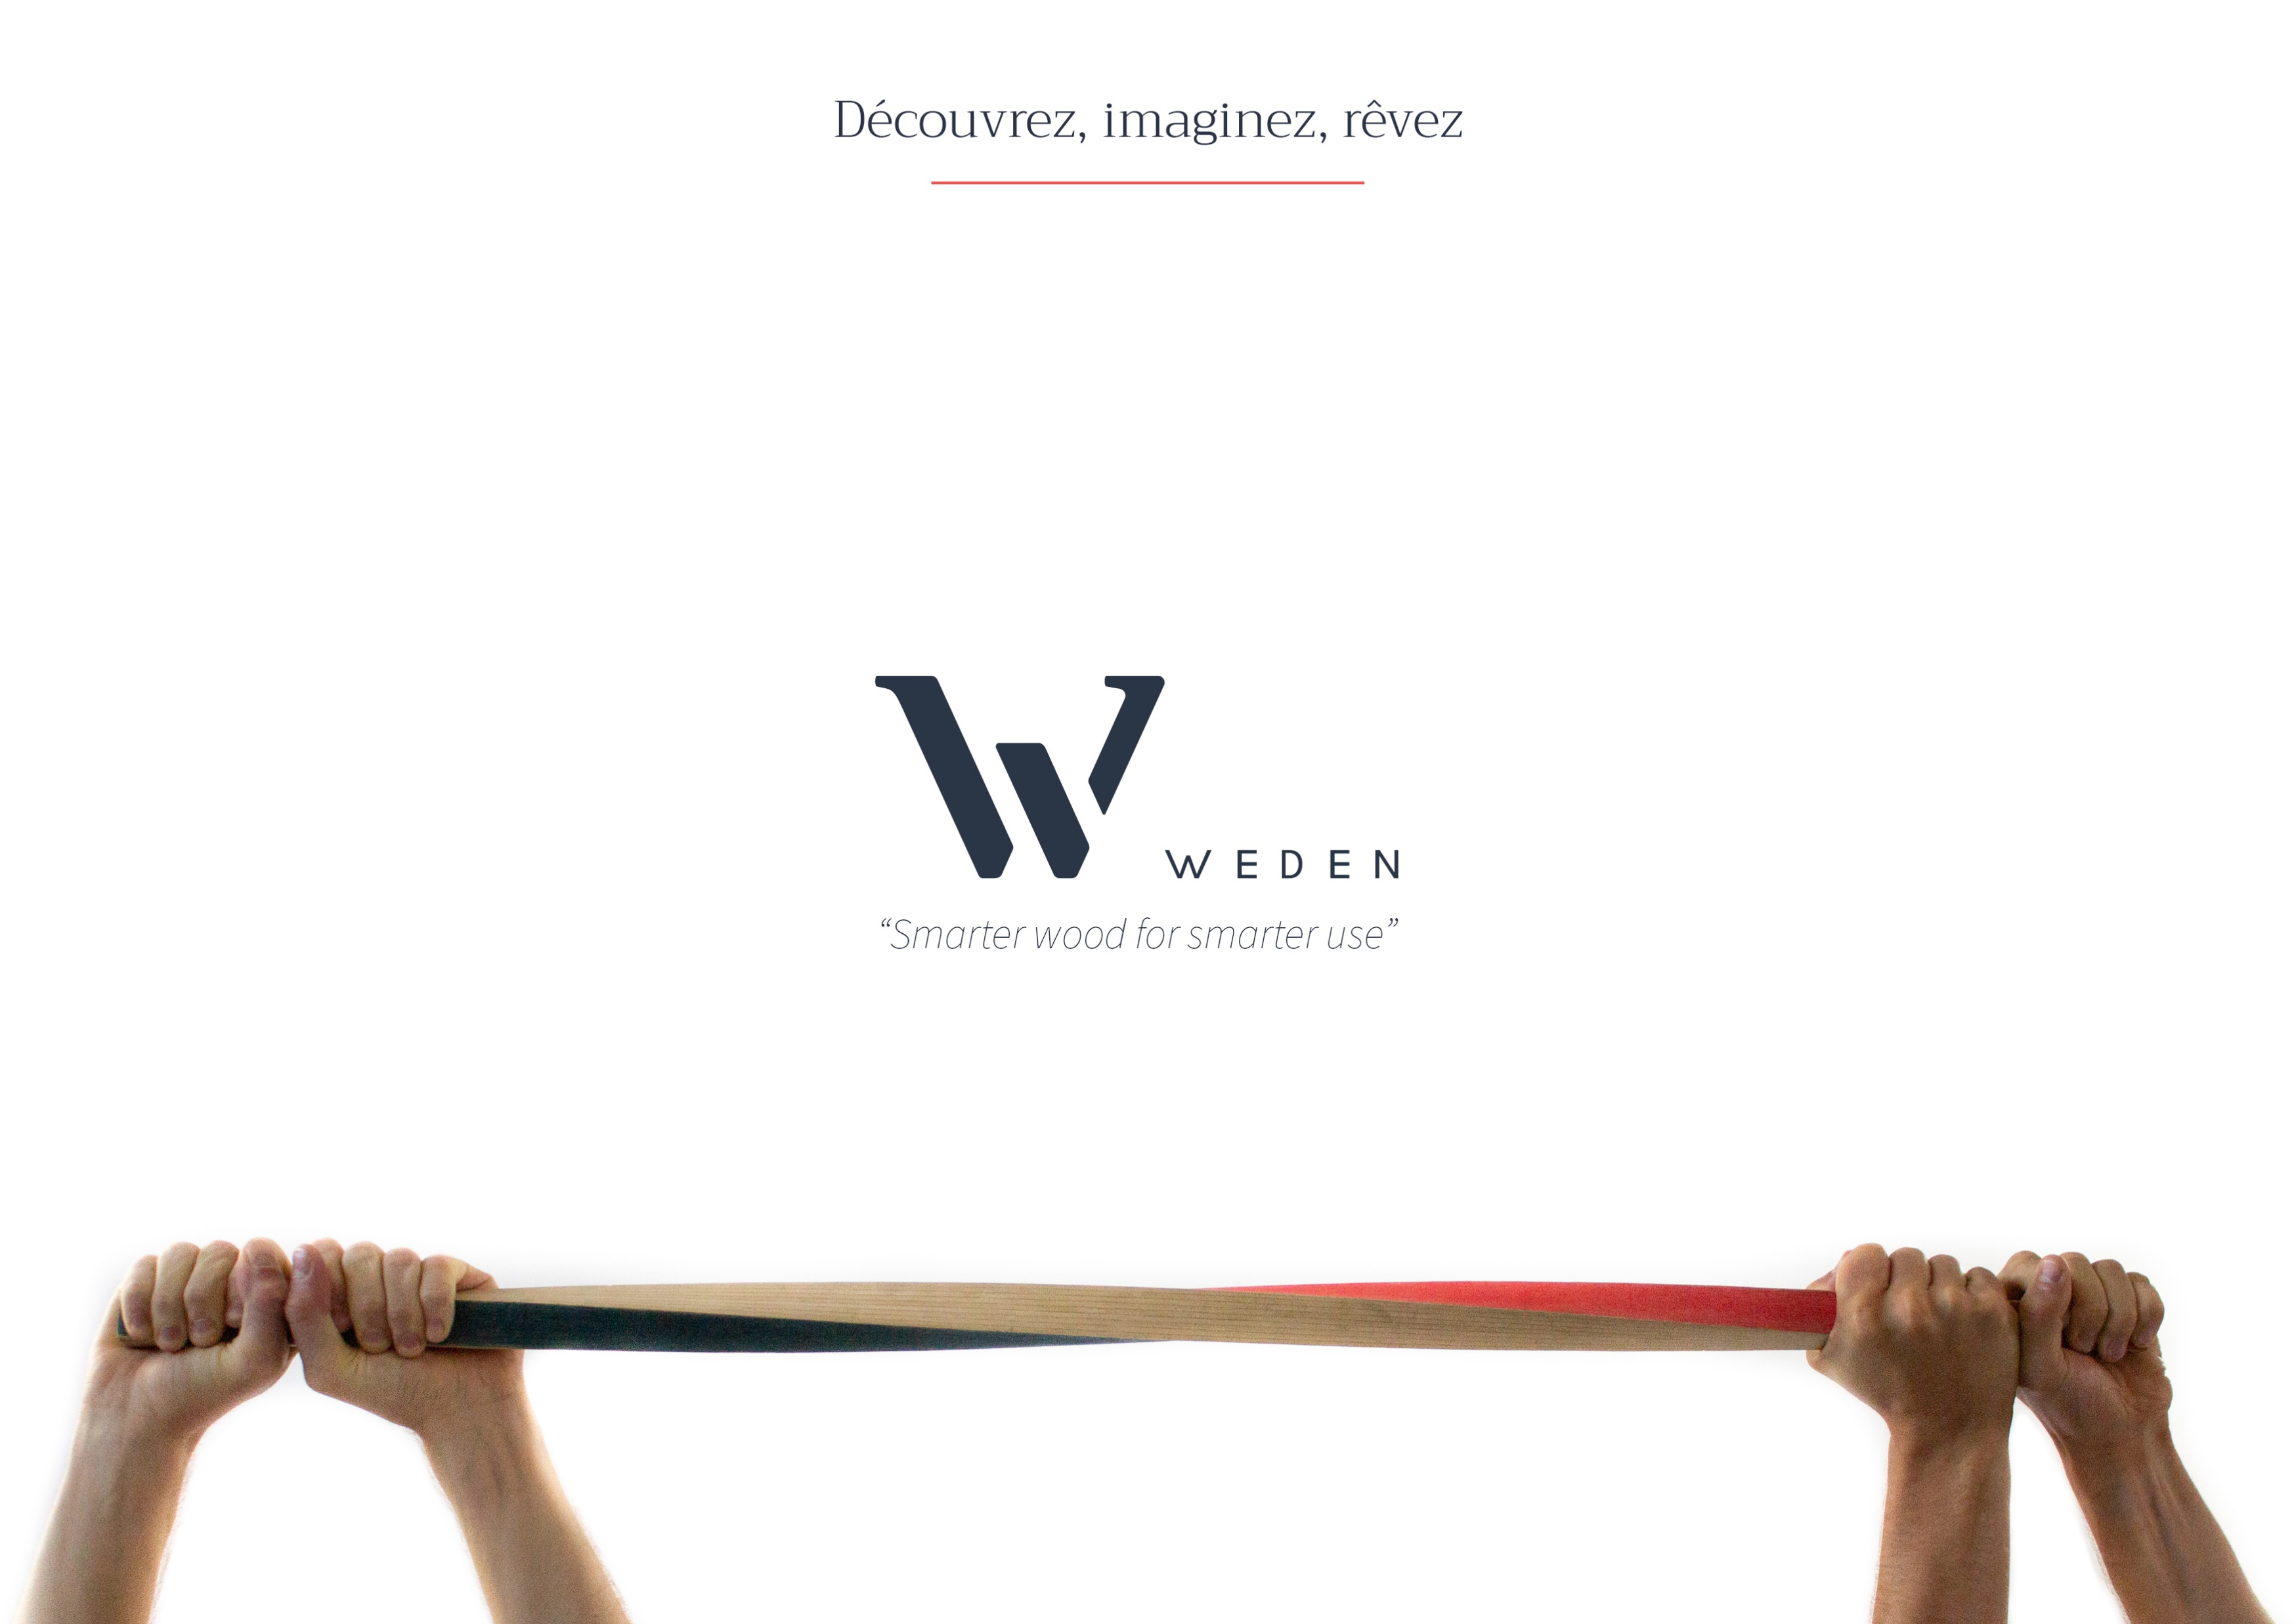 Découvrez, imaginez, rêvez
WEDEN
“Smarter wood for smarter use”